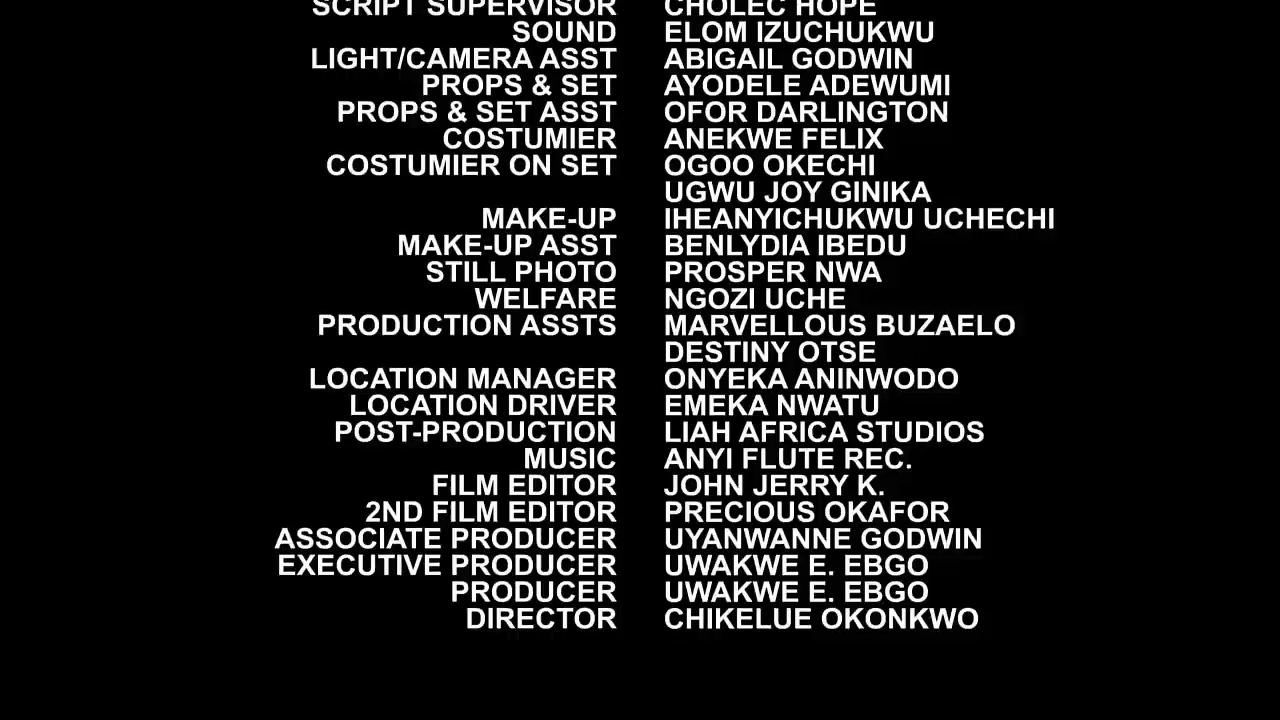 SCRIPT SUPERVISOR CHOLEC HOPE
SOUND ELOM IZUCHUKWU
LIGHT/CAMERA ASST ABIGAIL GODWIN
PROPS & SET AYODELE ADEWUMI
PROPS & SET ASST OFOR DARLINGTON
COSTUMIER ANEKWE FELIX
COSTUMIER ON SET OGOO OKECHI
UGWU JOY GINIKA
MAKE-UP IHEANYICHUKWU UCHECHI
MAKE-UP ASST BENLYDIA IBEDU
STILL PHOTO PROSPER NWA
WELFARE NGOZI UCHE
PRODUCTION ASSTS MARVELLOUS BUZAELO
DESTINY OTSE
LOCATION MANAGER ONYEKA ANINWODO
LOCATION DRIVER EMEKA NWATU
POST-PRODUCTION LIAH AFRICA STUDIOS
MUSIC ANYI FLUTE REC.
FILM EDITOR JOHN JERRY K.
2ND FILM EDITOR PRECIOUS OKAFOR
ASSOCIATE PRODUCER UYANWANNE GODWIN
EXECUTIVE PRODUCER UWAKWE E. EBGO
PRODUCER UWAKWE E. EBGO
DIRECTOR CHIKELUE OKONKWO